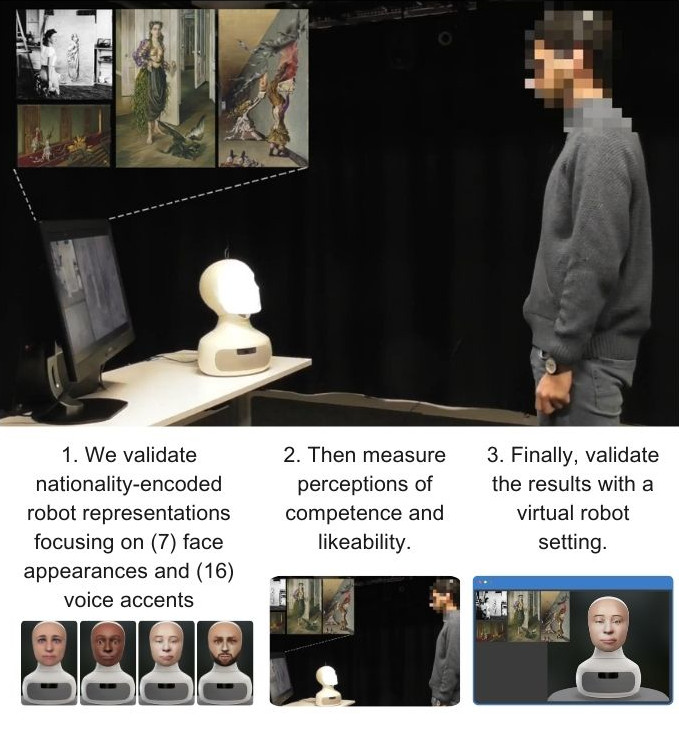 1. We validate
nationality-encoded
robot representations
focusing on (7) face
appearances and (16)
voice accents
2. Then measure
perceptions of
competence and
likeability.
3. Finally, validate
the results with a
virtual robot
setting.